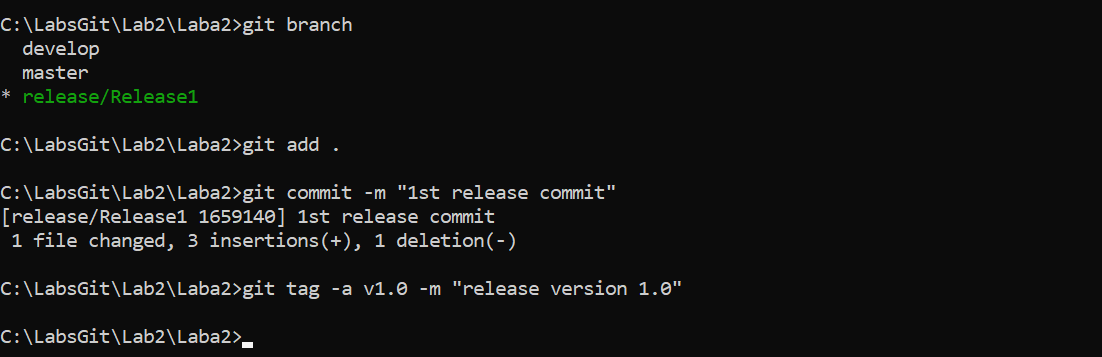 C:\LabsGit\Lab2\Laba2>git branch
  develop
  master
* release/Release1
C:\LabsGit\Lab2\Laba2>git add .
C:\LabsGit\Lab2\Laba2>git commit -m "1st release commit"
[release/Release1 1659140] 1st release commit
 1 file changed, 3 insertions(+), 1 deletion(-)
C:\LabsGit\Lab2\Laba2>git tag -a v1.0 -m "release version 1.0"
C:\LabsGit\Lab2\Laba2>